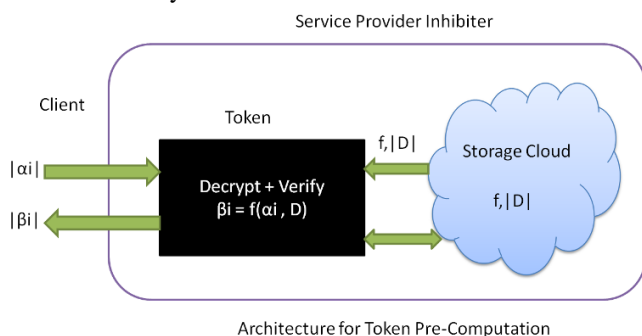 Service Provider Inhibiter
Client
Token
f,|D|
Storage Cloud
|αi|
Decrypt + Verify
βi = f(αi , D)
f,|D|
|βi|
Architecture for Token Pre-Computation